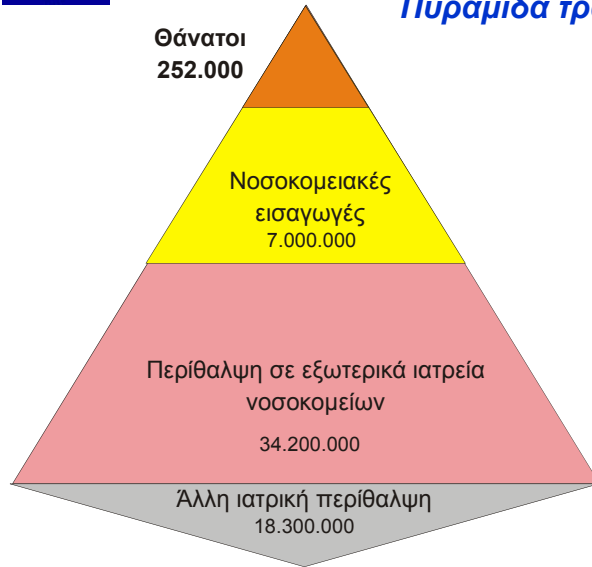 Πυραμίδα
Θάνατοι
252.000
Νοσοκομειακές
εισαγωγές
7.000.000
Περίθαλψη σε εξωτερικά ιατρεία
νοσοκομείων
34.200.000
Άλλη ιατρική περίθαλψη
18.300.000